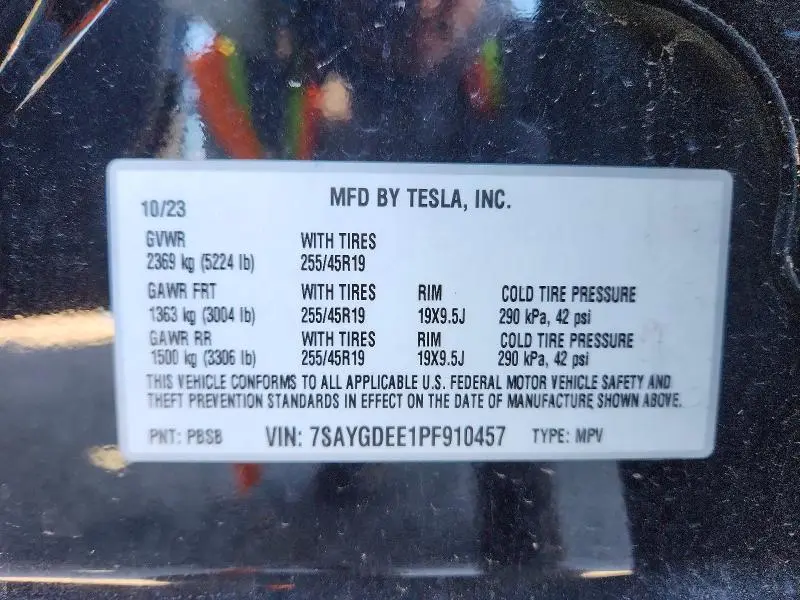 MFD BY TESLA, INC.
10/23
GVWR WITH TIRES
2369 kg (5224 lb) 255/45R19
GAWR FRT WITH TIRES RIM COLD TIRE PRESSURE
1363 kg (3004 lb) 255/45R19 19X9.5J 290 kPa, 42 psi
GAWR RR WITH TIRES RIM COLD TIRE PRESSURE
1500 kg (3306 lb) 255/45R19 19X9.5J 290 kPa, 42 psi
THIS VEHICLE CONFORMS TO ALL APPLICABLE U.S. FEDERAL MOTOR VEHICLE SAFETY AND
THEFT PREVENTION STANDARDS IN EFFECT ON THE DATE OF MANUFACTURE SHOWN ABOVE.
PNT: PBSB VIN: 7SAYGDEE1PF910457 TYPE: MPV